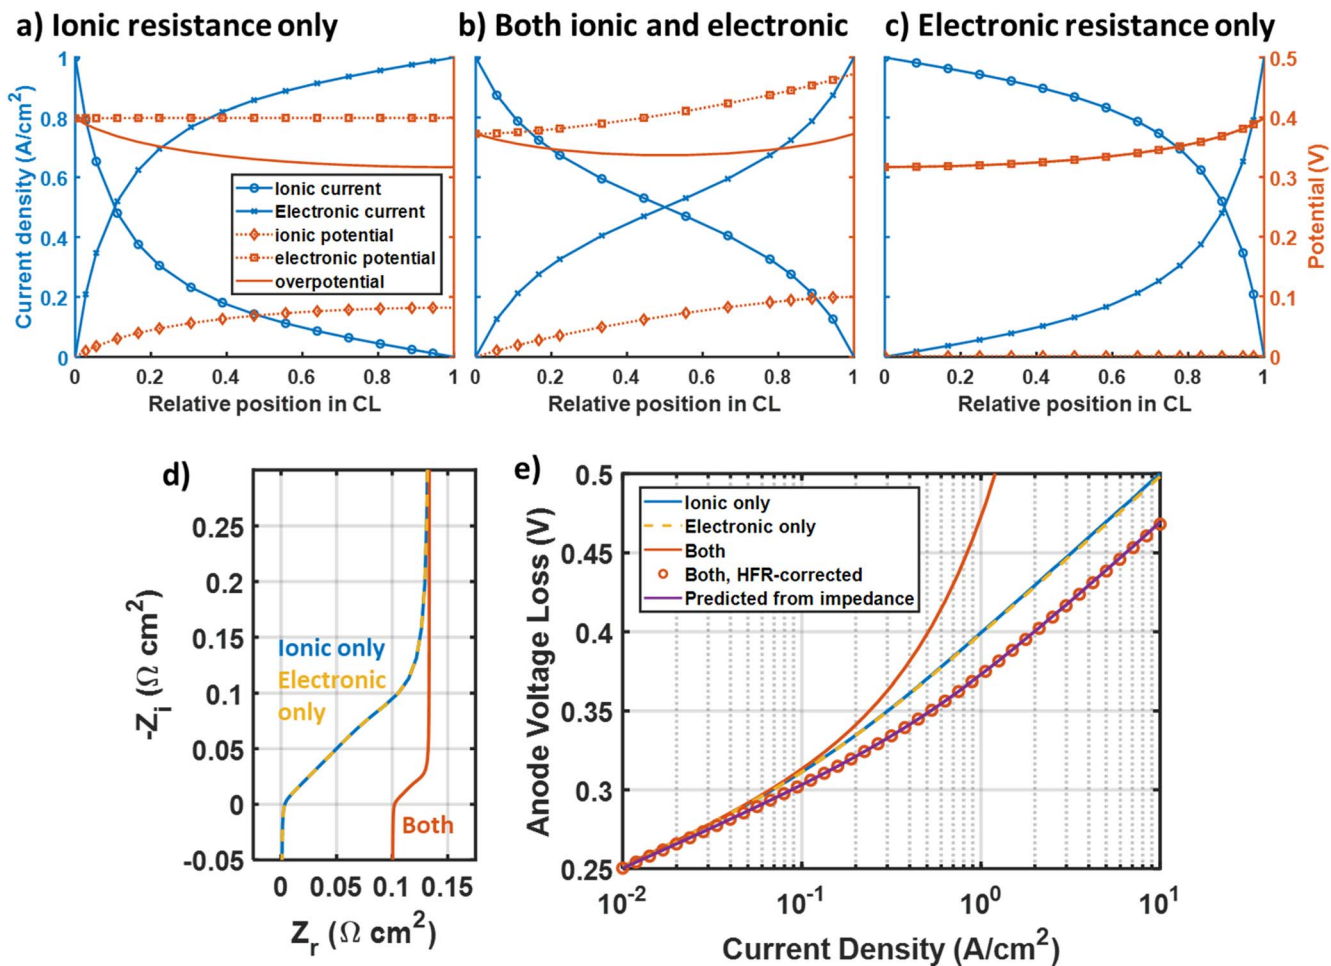 a) Ionic resistance only
b) Both ionic and electronic
c) Electronic resistance only
Current density (A/cm²)
1
0.8
0.6
0.4
0.2
0
0 0.2 0.4 0.6 0.8 1
Relative position in CL
Ionic current
Electronic current
ionic potential
electronic potential
overpotential
0 0.2 0.4 0.6 0.8 1
Relative position in CL
0 0.2 0.4 0.6 0.8 1
Relative position in CL
0.5
0.4
0.3
0.2
0.1
0
Potential (V)
d)
-Zᵢ (Ω cm²)
0.25
0.2
0.15
0.1
0.05
0
-0.05
Ionic only
Electronic
only
Both
0 0.05 0.1 0.15
Zᵣ (Ω cm²)
e)
Anode Voltage Loss (V)
0.5
0.45
0.4
0.35
0.3
0.25
Ionic only
Electronic only
Both
Both, HFR-corrected
Predicted from impedance
10⁻² 10⁻¹ 10⁰ 10¹
Current Density (A/cm²)